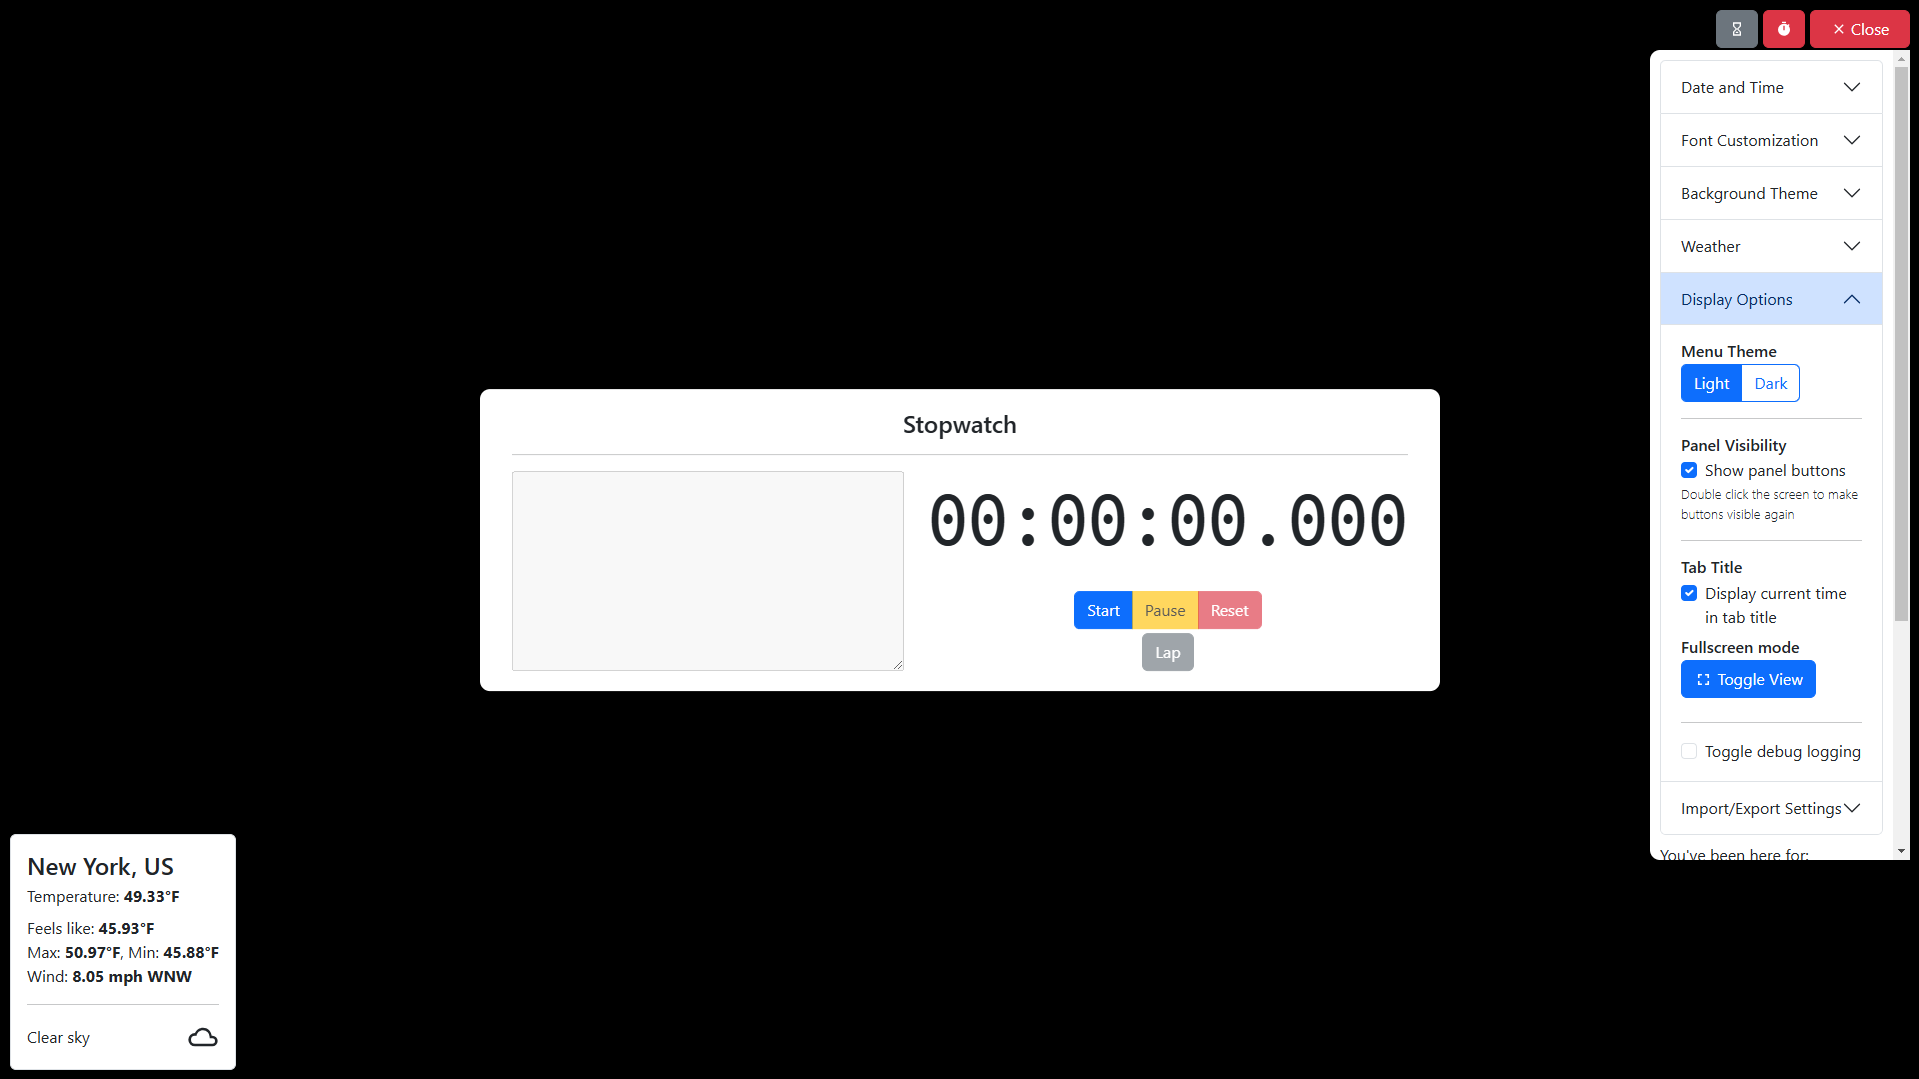 Close
Date and Time
Font Customization
Background Theme
Weather
Display Options
Menu Theme
Light Dark
Panel Visibility
Show panel buttons
Double click the screen to make
buttons visible again
Tab Title
Display current time
in tab title
Fullscreen mode
Toggle View
Toggle debug logging
Import/Export Settings
You've been here for:
Stopwatch
00:00:00.000
Start Pause Reset
Lap
New York, US
Temperature: 49.33°F
Feels like: 45.93°F
Max: 50.97°F, Min: 45.88°F
Wind: 8.05 mph WNW
Clear sky